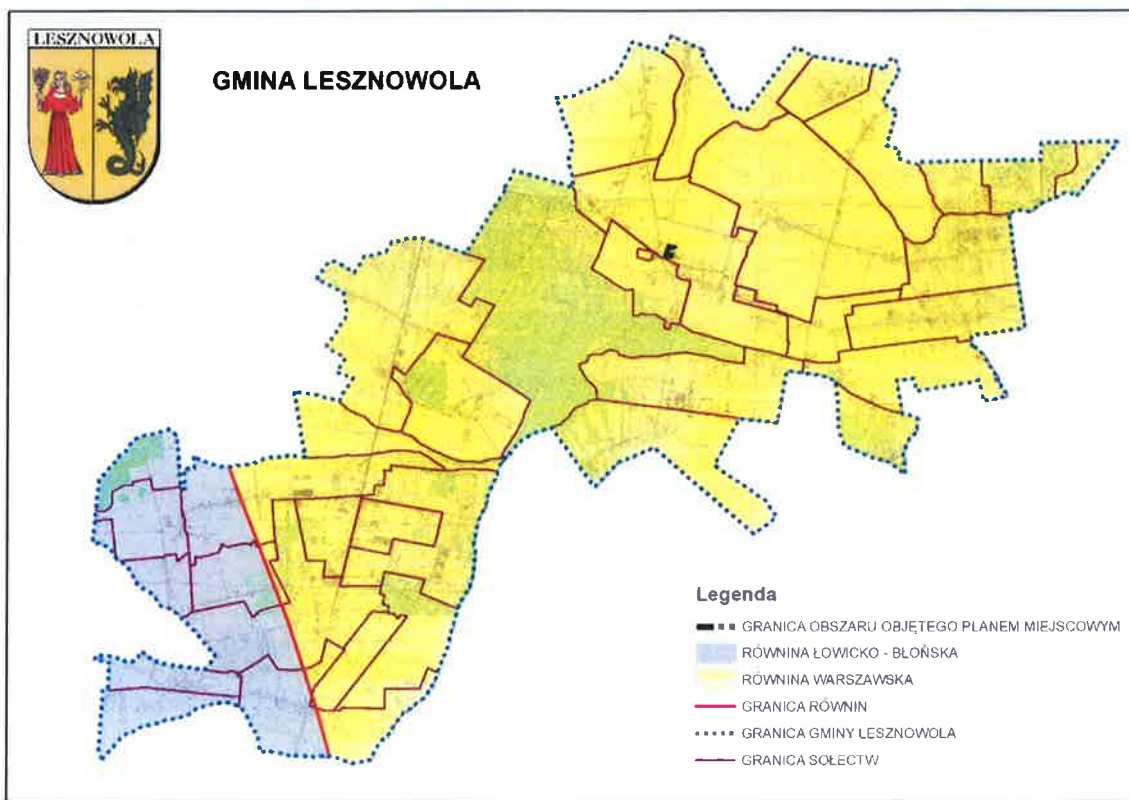 LESZNOWOLA
GMINA LESZNOWOLA
Legenda
GRANICA OBSZARU OBJĘTEGO PLANEM MIEJSCOWYM
RÓWNINA ŁOWICKO - BŁOŃSKA
RÓWNINA WARSZAWSKA
GRANICA RÓWNIN
GRANICA GMINY LESZNOWOLA
GRANICA SOŁECTW